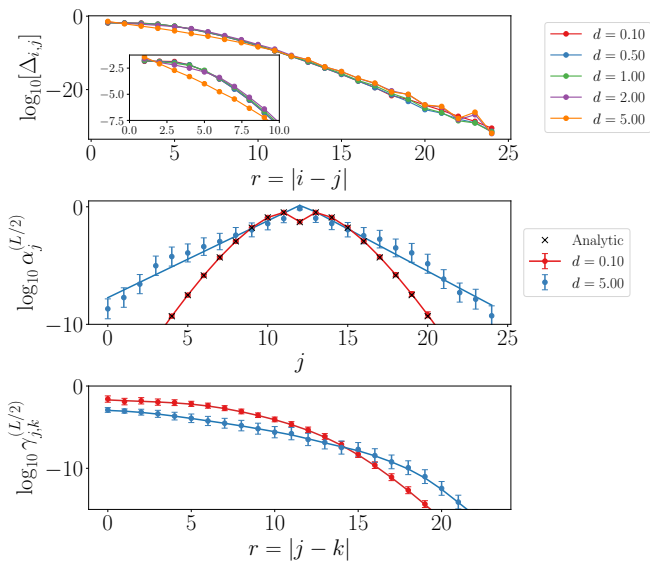 log₁₀[Δᵢ,ⱼ]
0
−20
−2.5
−5.0
−7.5
0.0 2.5 5.0 7.5 10.0
0 5 10 15 20 25
r = |i − j|
d = 0.10
d = 0.50
d = 1.00
d = 2.00
d = 5.00
log₁₀ αⱼ^(L/2)
0
−10
0 5 10 15 20 25
j
Analytic
d = 0.10
d = 5.00
log₁₀ γⱼ,ₖ^(L/2)
0
−10
0 5 10 15 20
r = |j − k|